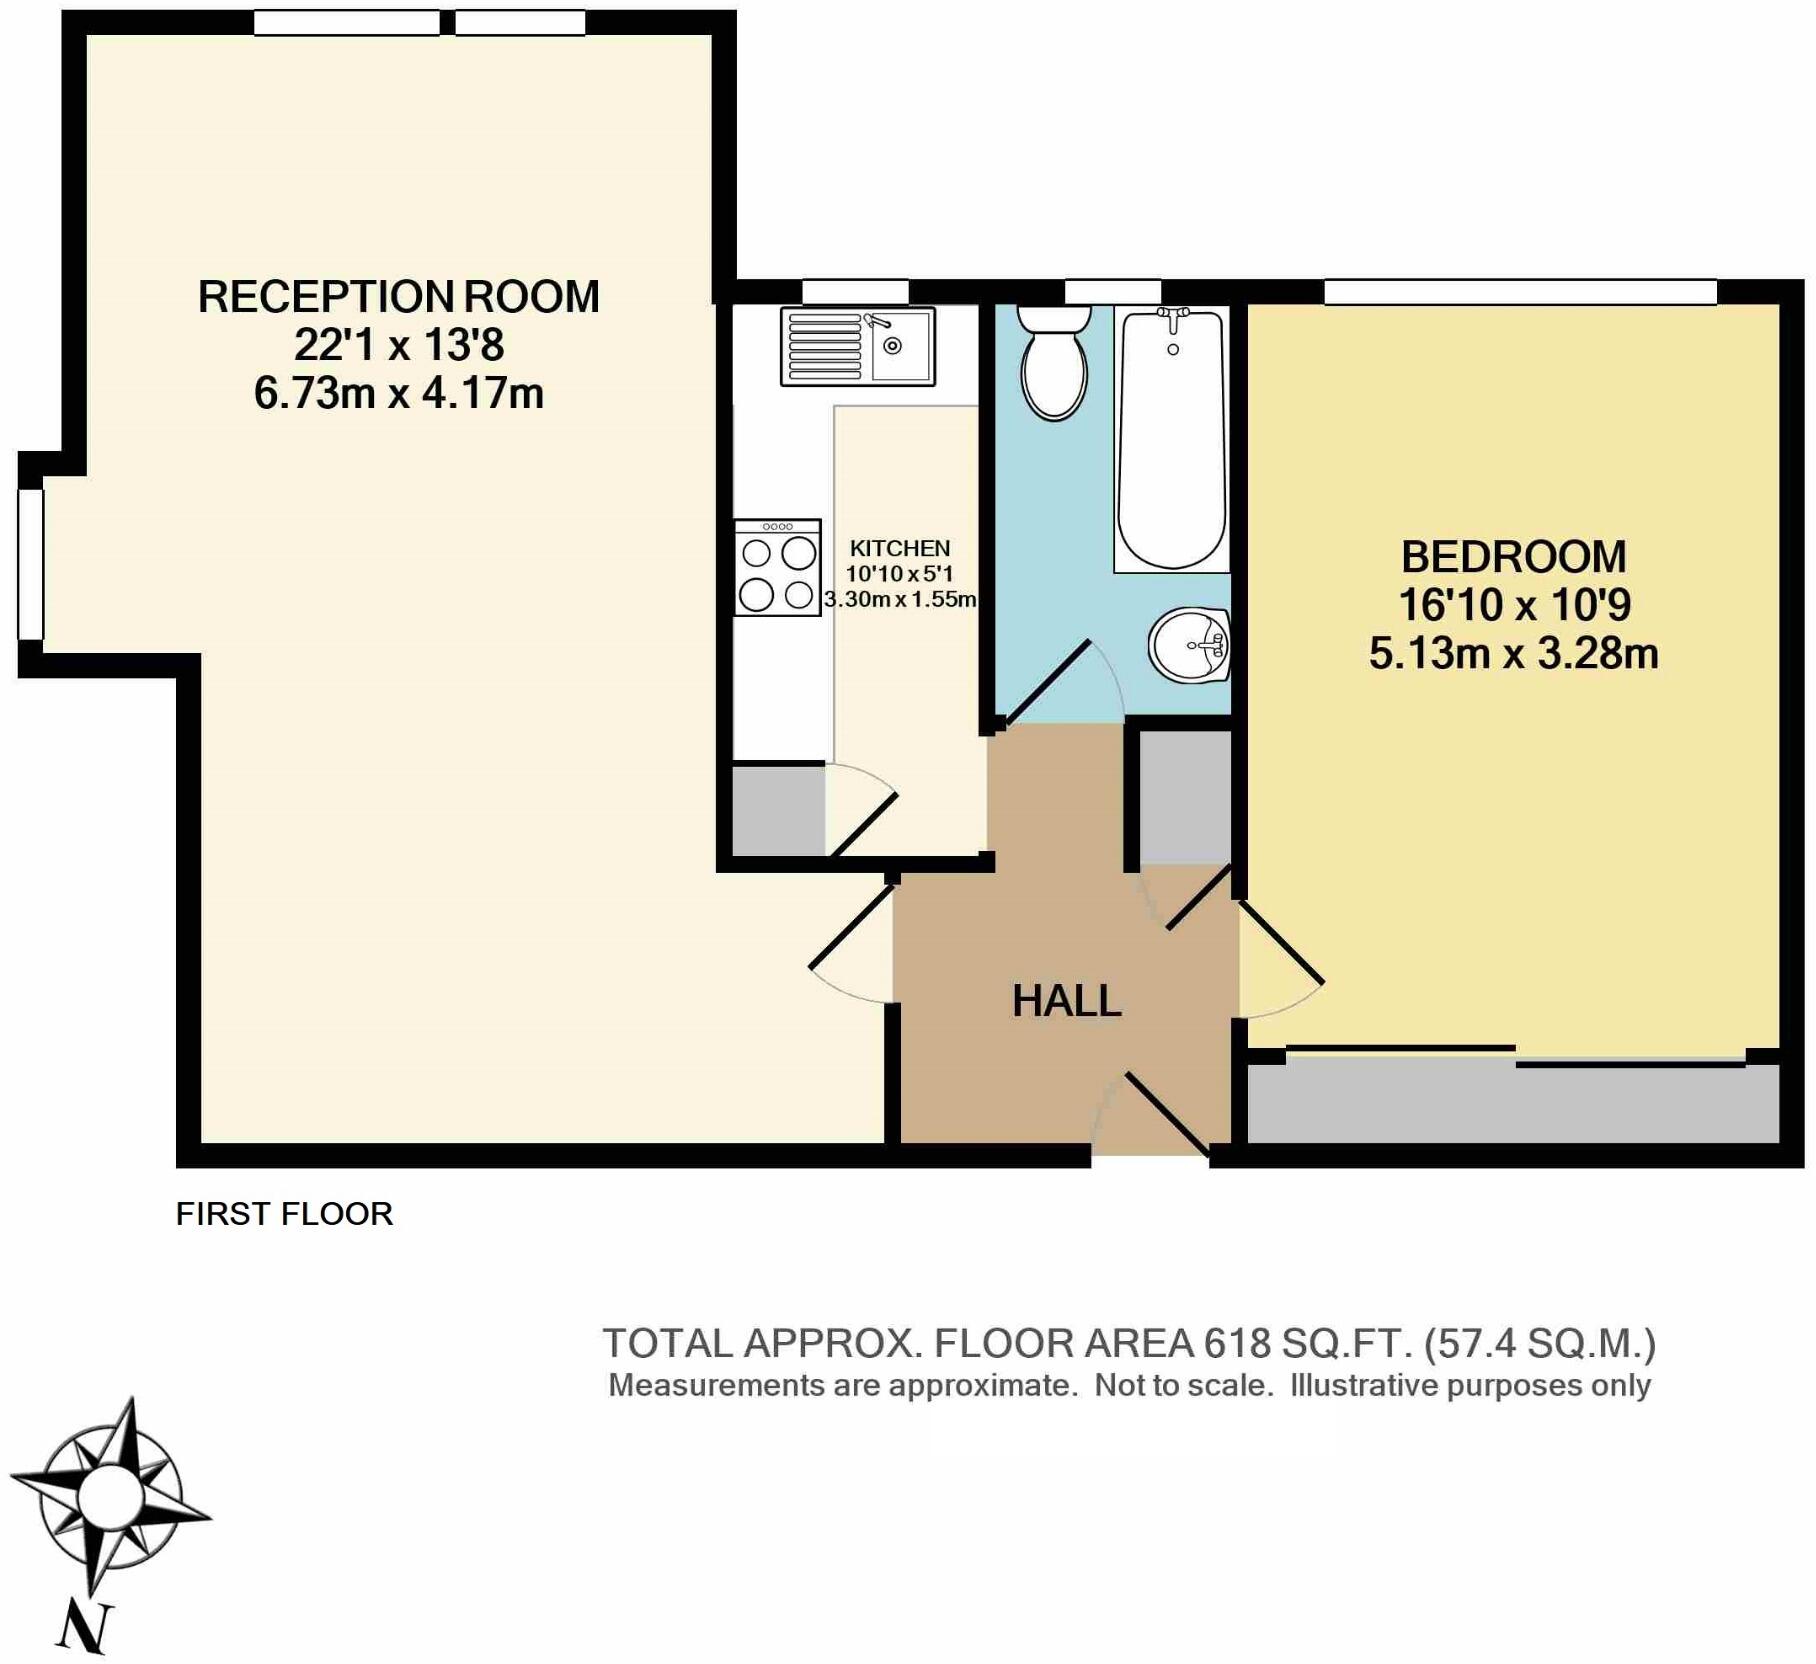 RECEPTION ROOM
22'1 x 13'8
6.73m x 4.17m
KITCHEN
10'10 x 5'1
3.30m x 1.55m
BEDROOM
16'10 x 10'9
5.13m x 3.28m
HALL
FIRST FLOOR
TOTAL APPROX. FLOOR AREA 618 SQ.FT. (57.4 SQ.M.)
Measurements are approximate. Not to scale. Illustrative purposes only
N